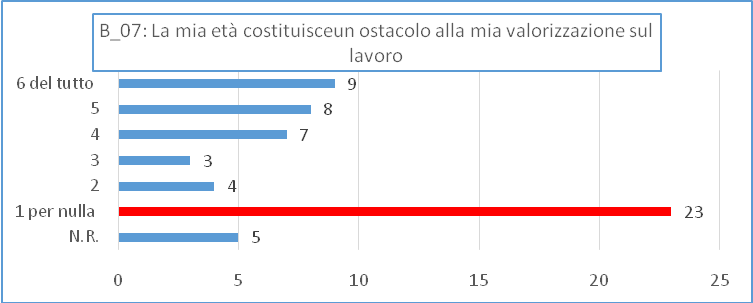 B_07: La mia età costituisceun ostacolo alla mia valorizzazione sul
lavoro
6 del tutto 9
5 8
4 7
3 3
2 4
1 per nulla 23
N.R. 5
0 5 10 15 20 25